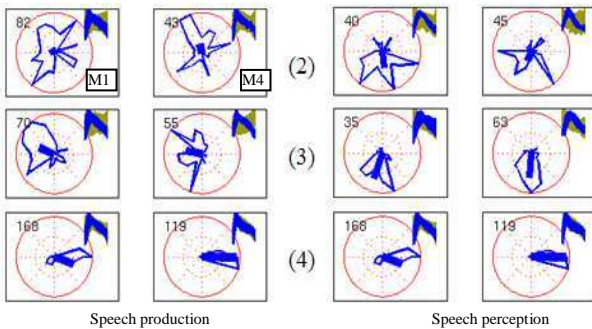 82 43 (2) 40 45
M1 M4
70 55 (3) 35 63
168 119 (4) 168 119
Speech production Speech perception